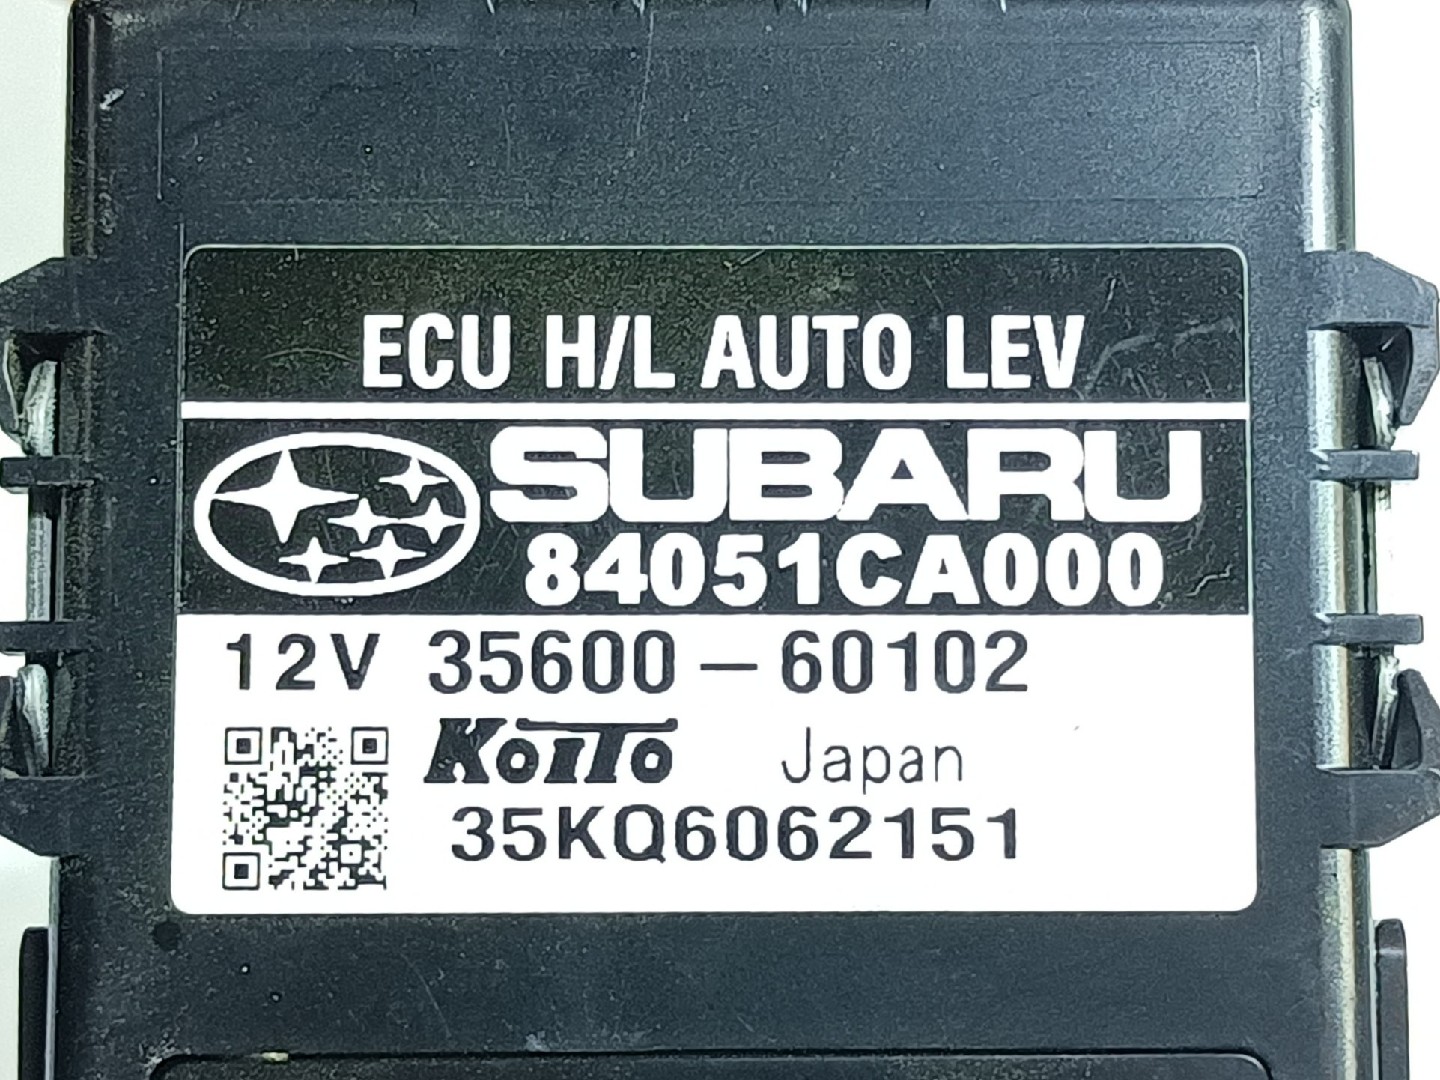 ECU H/L AUTO LEV
SUBARU
84051CA000
12V 35600-60102
KOITO Japan
35KQ6062151